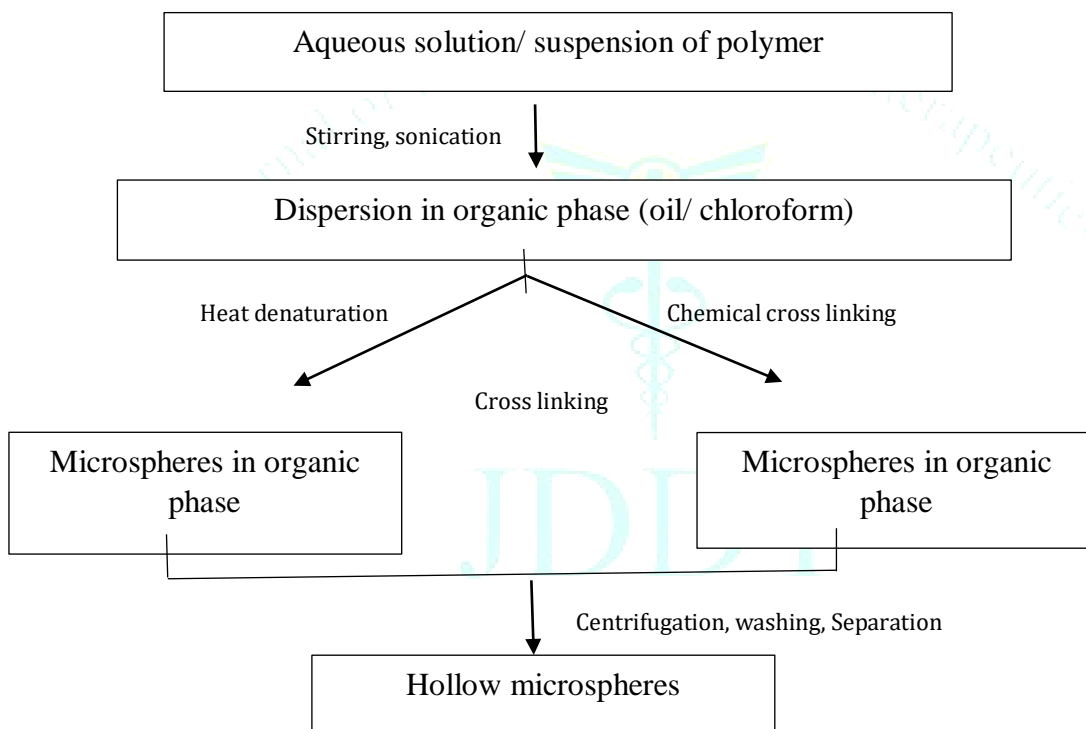 Aqueous solution/ suspension of polymer
Stirring, sonication
Dispersion in organic phase (oil/ chloroform)
Heat denaturation
Chemical cross linking
Cross linking
Microspheres in organic
phase
Microspheres in organic
phase
JDDT
Centrifugation, washing, Separation
Hollow microspheres